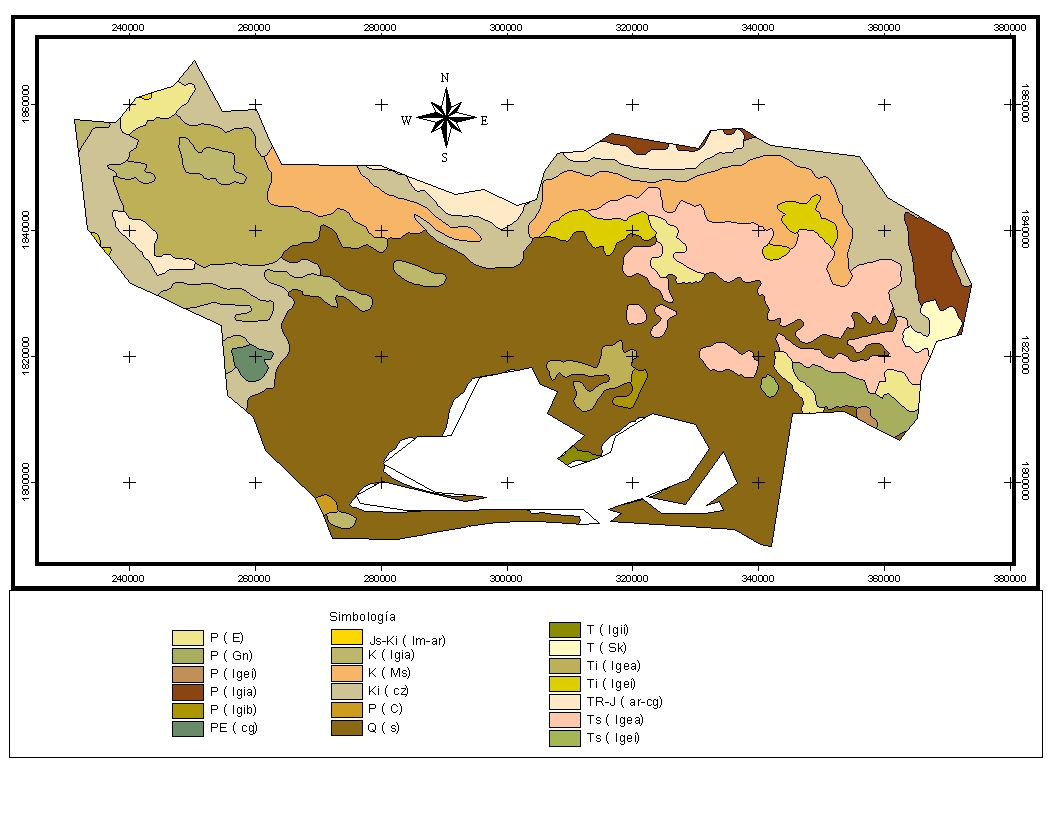 240000 260000 280000 300000 320000 340000 360000 380000
N
W E
S
1860000 1860000
1840000 1840000
1820000 1820000
1800000 1800000
240000 260000 280000 300000 320000 340000 360000 380000
Simbología
P ( E)
P ( Gn)
P ( Igei)
P ( Igia)
P ( Igib)
PE ( cg)
Js-Ki ( lm-ar)
K ( Igia)
K ( Ms)
Ki ( cz)
P ( C)
Q ( s)
T ( Igii)
T ( Sk)
Ti ( Igea)
Ti ( Igei)
TR-J ( ar-cg)
Ts ( Igea)
Ts ( Igei)